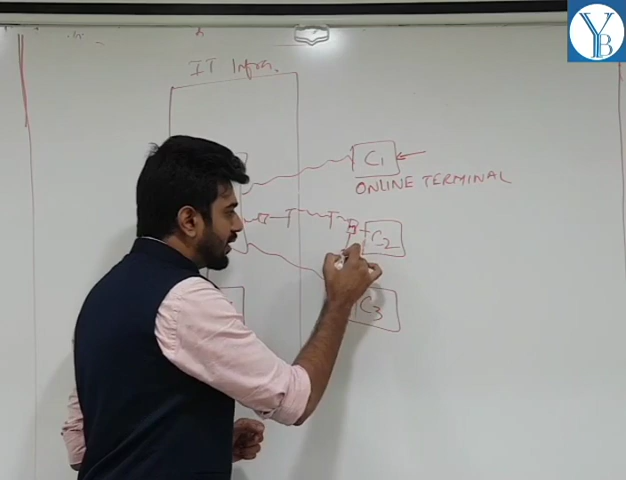 YB
IT Infra.
C1
ONLINE TERMINAL
T T
C2
C3